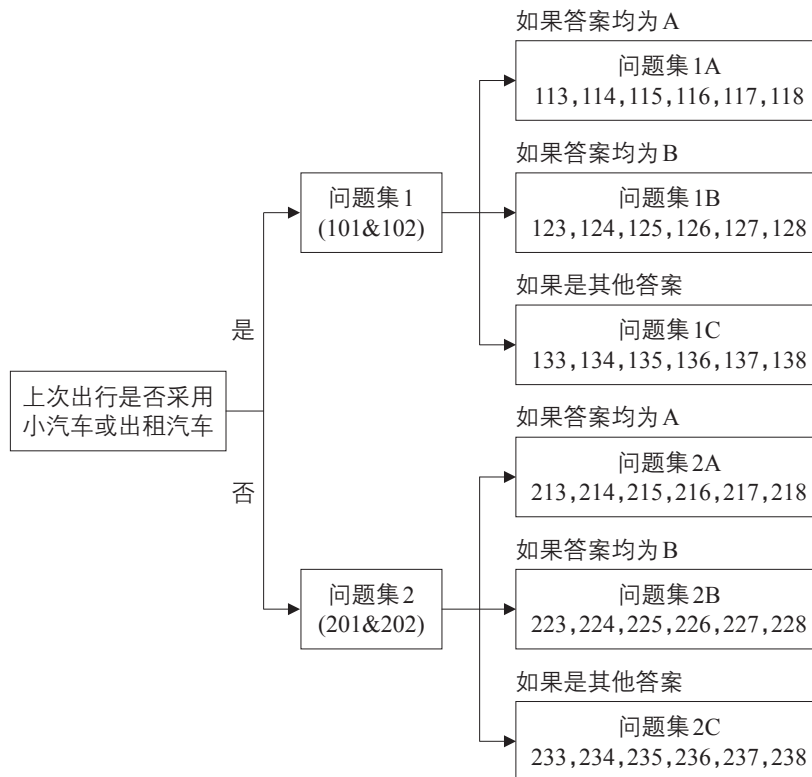 如果答案均为A
问题集1A
113,114,115,116,117,118
如果答案均为B
问题集1B
123,124,125,126,127,128
如果是其他答案
问题集1C
133,134,135,136,137,138
问题集1
(101&102)
是
上次出行是否采用
小汽车或出租汽车
否
如果答案均为A
问题集2A
213,214,215,216,217,218
如果答案均为B
问题集2B
223,224,225,226,227,228
如果是其他答案
问题集2C
233,234,235,236,237,238
问题集2
(201&202)